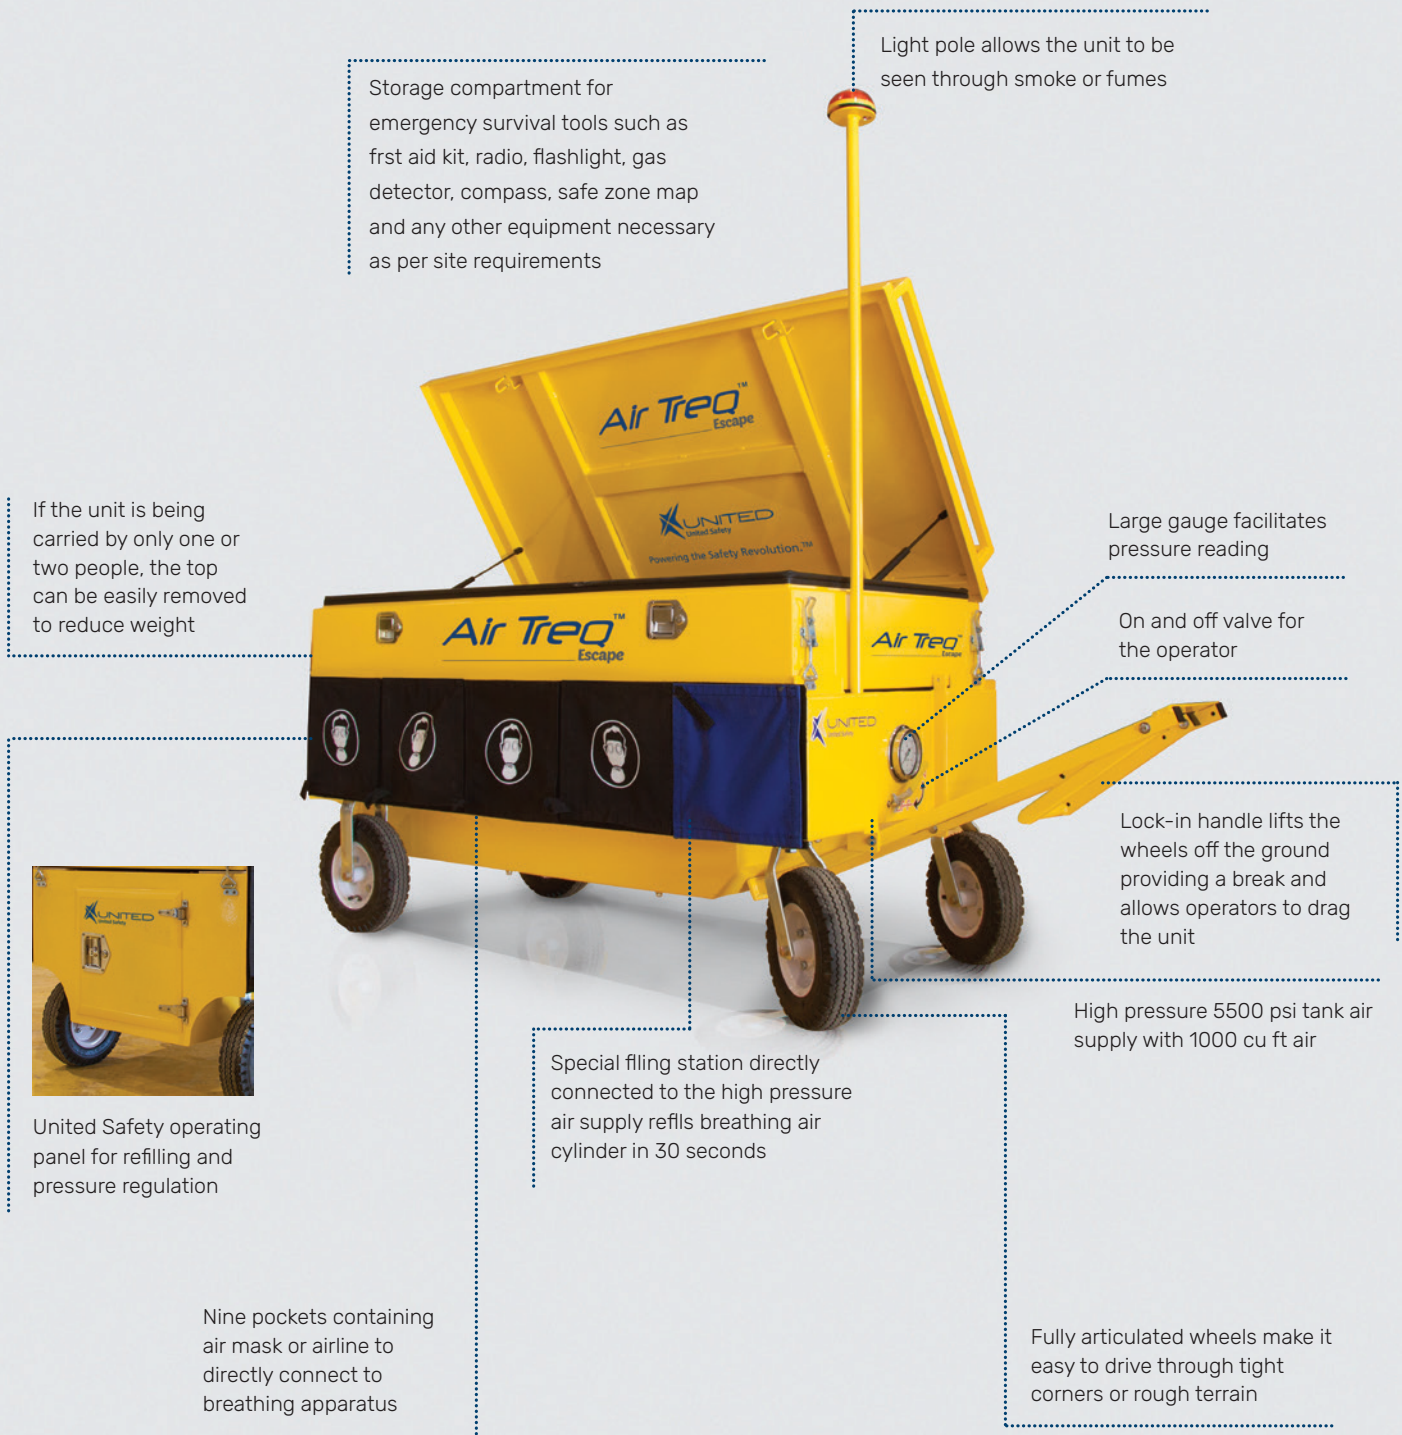 Light pole allows the unit to be
seen through smoke or fumes
Storage compartment for
emergency survival tools such as
frst aid kit, radio, flashlight, gas
detector, compass, safe zone map
and any other equipment necessary
as per site requirements
Air Treq™
Escape
UNITED
United Safety
Powering the Safety Revolution.™
If the unit is being
carried by only one or
two people, the top
can be easily removed
to reduce weight
Large gauge facilitates
pressure reading
On and off valve for
the operator
Air Treq™
Escape
Air Treq™
Escape
UNITED
United Safety
Lock-in handle lifts the
wheels off the ground
providing a break and
allows operators to drag
the unit
UNITED
United Safety
High pressure 5500 psi tank air
supply with 1000 cu ft air
Special flling station directly
connected to the high pressure
air supply reflls breathing air
cylinder in 30 seconds
United Safety operating
panel for refilling and
pressure regulation
Nine pockets containing
air mask or airline to
directly connect to
breathing apparatus
Fully articulated wheels make it
easy to drive through tight
corners or rough terrain